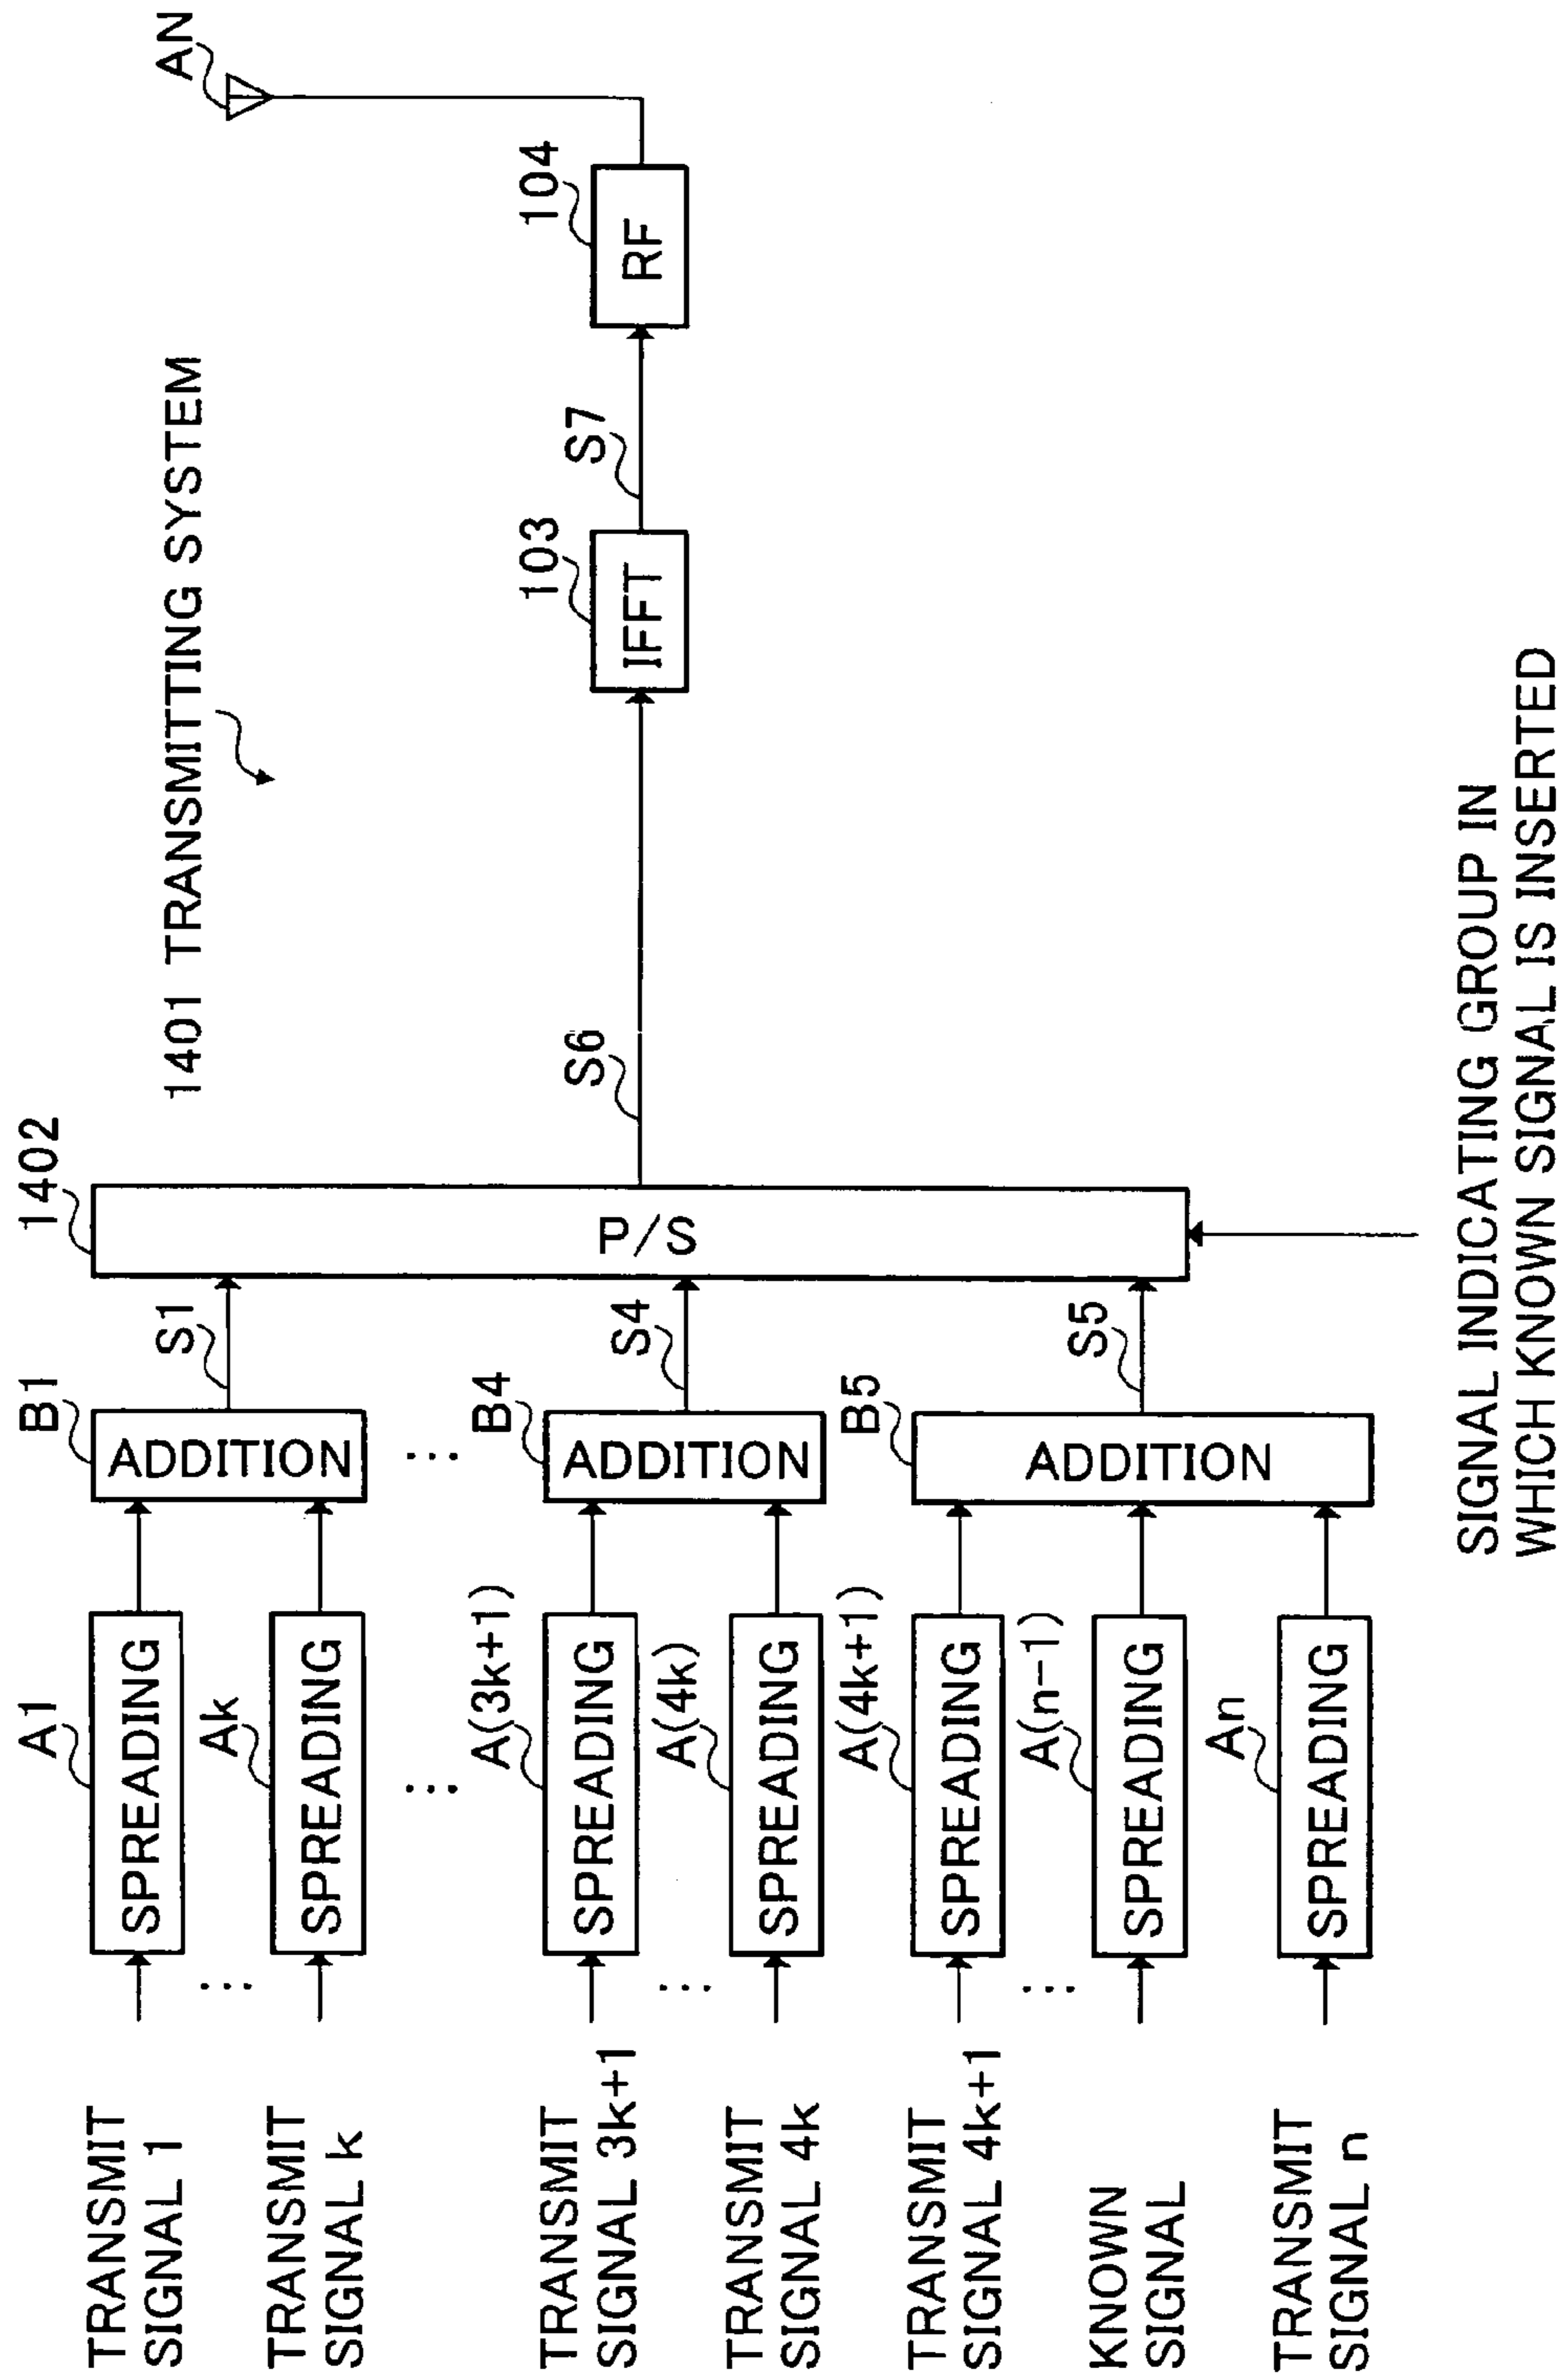 1401 TRANSMITTING SYSTEM
TRANSMIT
SIGNAL 1
A1
SPREADING
TRANSMIT
SIGNAL k
Ak
SPREADING
B1
ADDITION
S1
...
...
...
TRANSMIT
SIGNAL 3k+1
A(3k+1)
SPREADING
...
TRANSMIT
SIGNAL 4k
A(4k)
SPREADING
B4
ADDITION
S4
TRANSMIT
SIGNAL 4k+1
A(4k+1)
SPREADING
...
KNOWN
SIGNAL
A(n-1)
SPREADING
TRANSMIT
SIGNAL n
An
SPREADING
B5
ADDITION
S5
1402
P/S
S6
103
IFFT
S7
104
RF
AN
SIGNAL INDICATING GROUP IN
WHICH KNOWN SIGNAL IS INSERTED